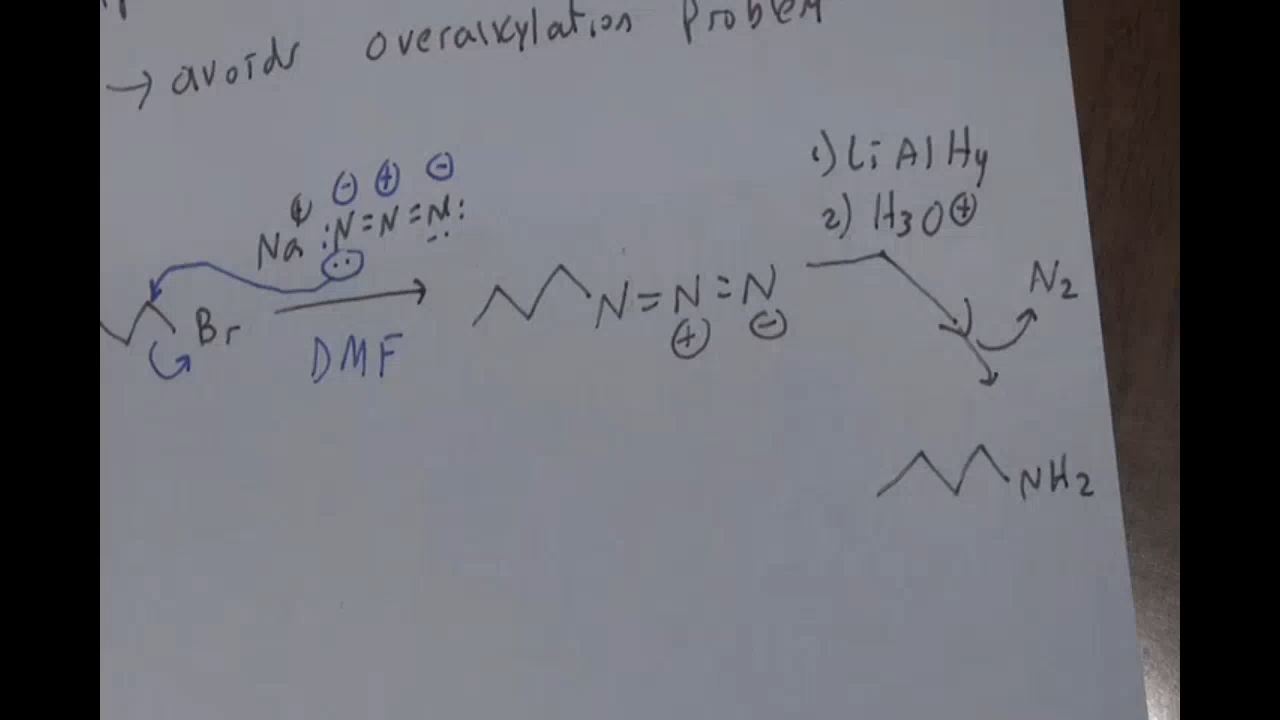 → avoids overalkylation problem
⊕ ⊖ ⊕ ⊖
Na :N=N=N:
1) LiAlH4
2) H3O⊕
Br
DMF
N=N=N
⊕ ⊖
N2
NH2